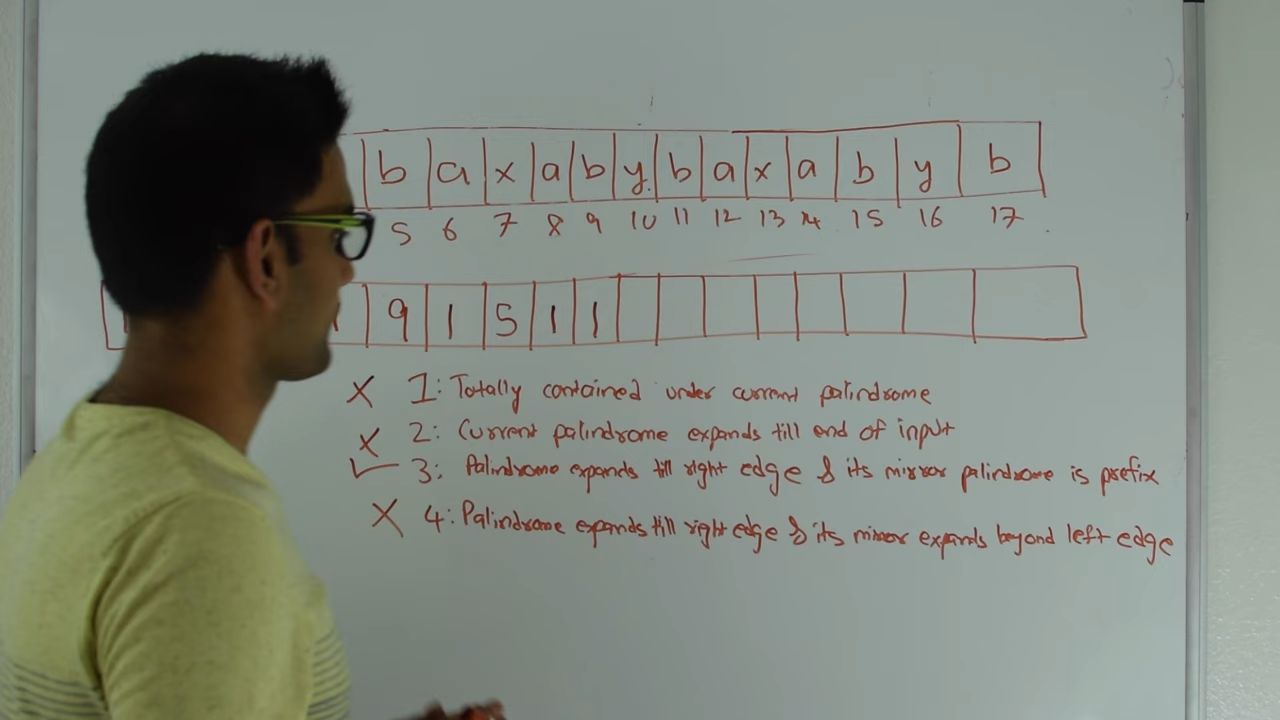 b a x a b y b a x a b y b
5 6 7 8 9 10 11 12 13 14 15 16 17
9 1 5 1 1
X 1: Totally contained under current palindrome
X 2: Current palindrome expands till end of input
✓ 3: Palindrome expands till right edge & its mirror palindrome is prefix
X 4: Palindrome expands till right edge & its mirror expands beyond left edge